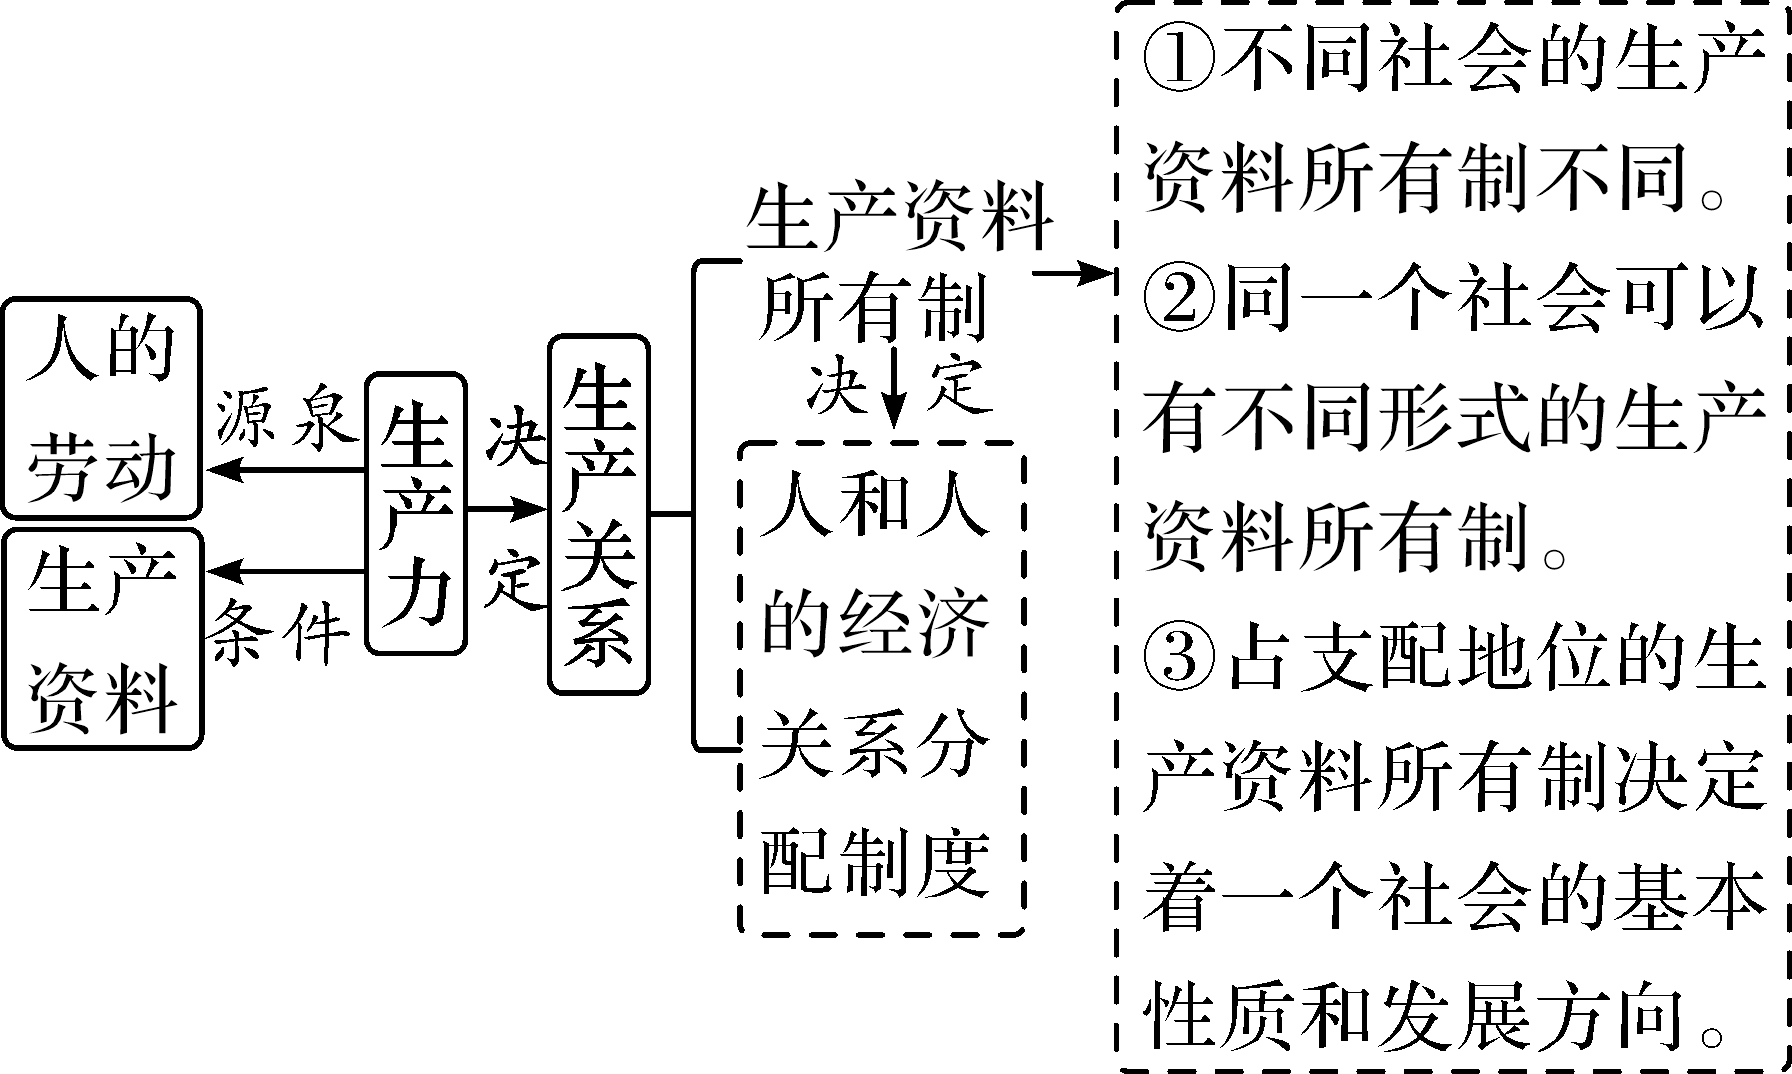 人的
劳动
生产
资料
源泉
条件
生产力
决定
生产关系
生产资料
所有制
决定
人和人
的经济
关系分
配制度
①不同社会的生产
资料所有制不同。
②同一个社会可以
有不同形式的生产
资料所有制。
③占支配地位的生
产资料所有制决定
着一个社会的基本
性质和发展方向。